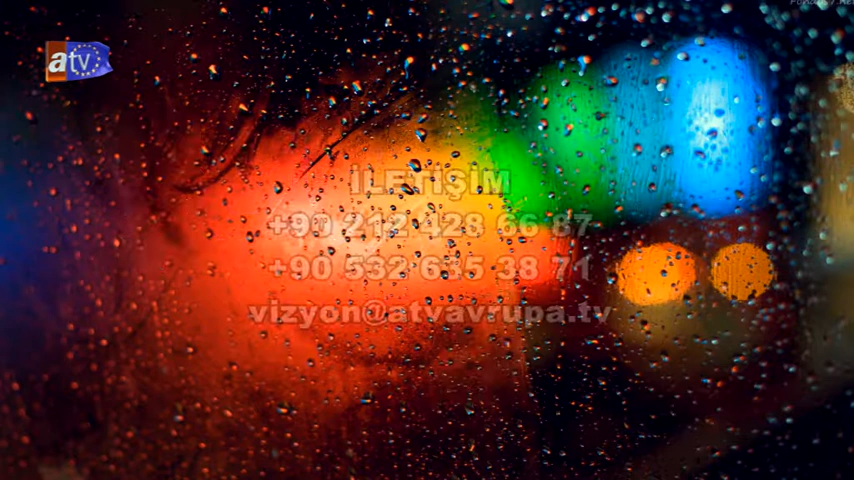 atv
İLETİŞİM
+90 212 428 66 87
+90 532 635 38 71
vizyon@atvavrupa.tv